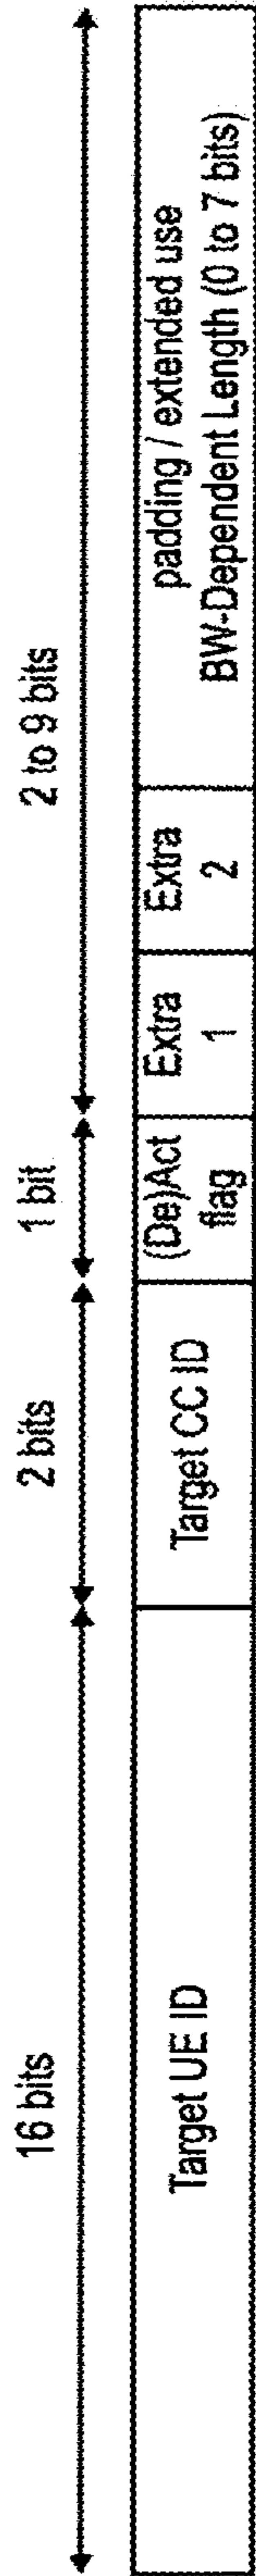 16 bits
2 bits
1 bit
2 to 9 bits
Target UE ID
Target CC ID
(De)Act
flag
Extra
1
Extra
2
padding / extended use
BW-Dependent Length (0 to 7 bits)